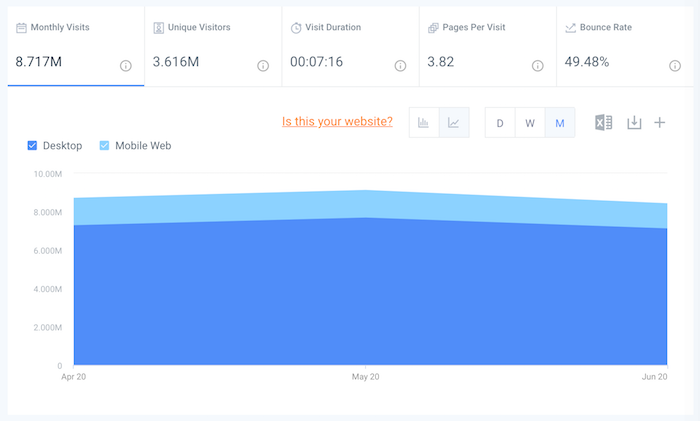 Monthly Visits
8.717M
Unique Visitors
3.616M
Visit Duration
00:07:16
Pages Per Visit
3.82
Bounce Rate
49.48%
Is this your website?
D W M
Desktop Mobile Web
10.00M
8.000M
6.000M
4.000M
2.000M
0
Apr 20 May 20 Jun 20